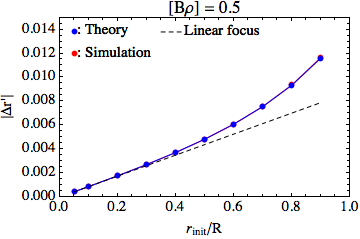 [Bρ] = 0.5
0.014
0.012
0.010
0.008
0.006
0.004
0.002
0.000
|Δr'|
: Theory
: Simulation
Linear focus
0.0 0.2 0.4 0.6 0.8 1.0
r_init/R